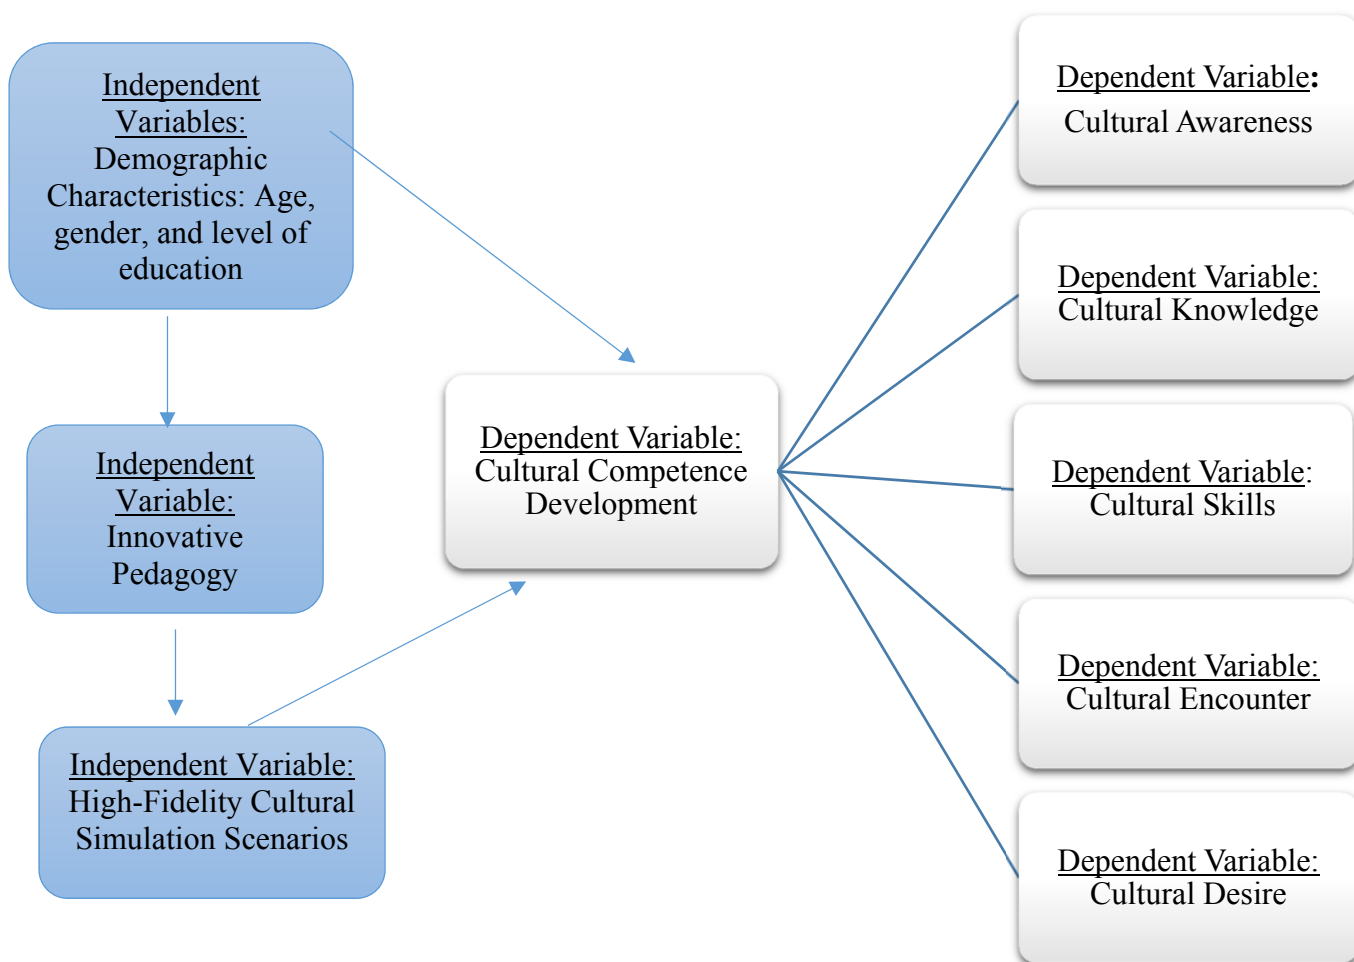 Independent
Variables:
Demographic
Characteristics: Age,
gender, and level of
education
Independent
Variable:
Innovative
Pedagogy
Independent Variable:
High-Fidelity Cultural
Simulation Scenarios
Dependent Variable:
Cultural Competence
Development
Dependent Variable:
Cultural Awareness
Dependent Variable:
Cultural Knowledge
Dependent Variable:
Cultural Skills
Dependent Variable:
Cultural Encounter
Dependent Variable:
Cultural Desire